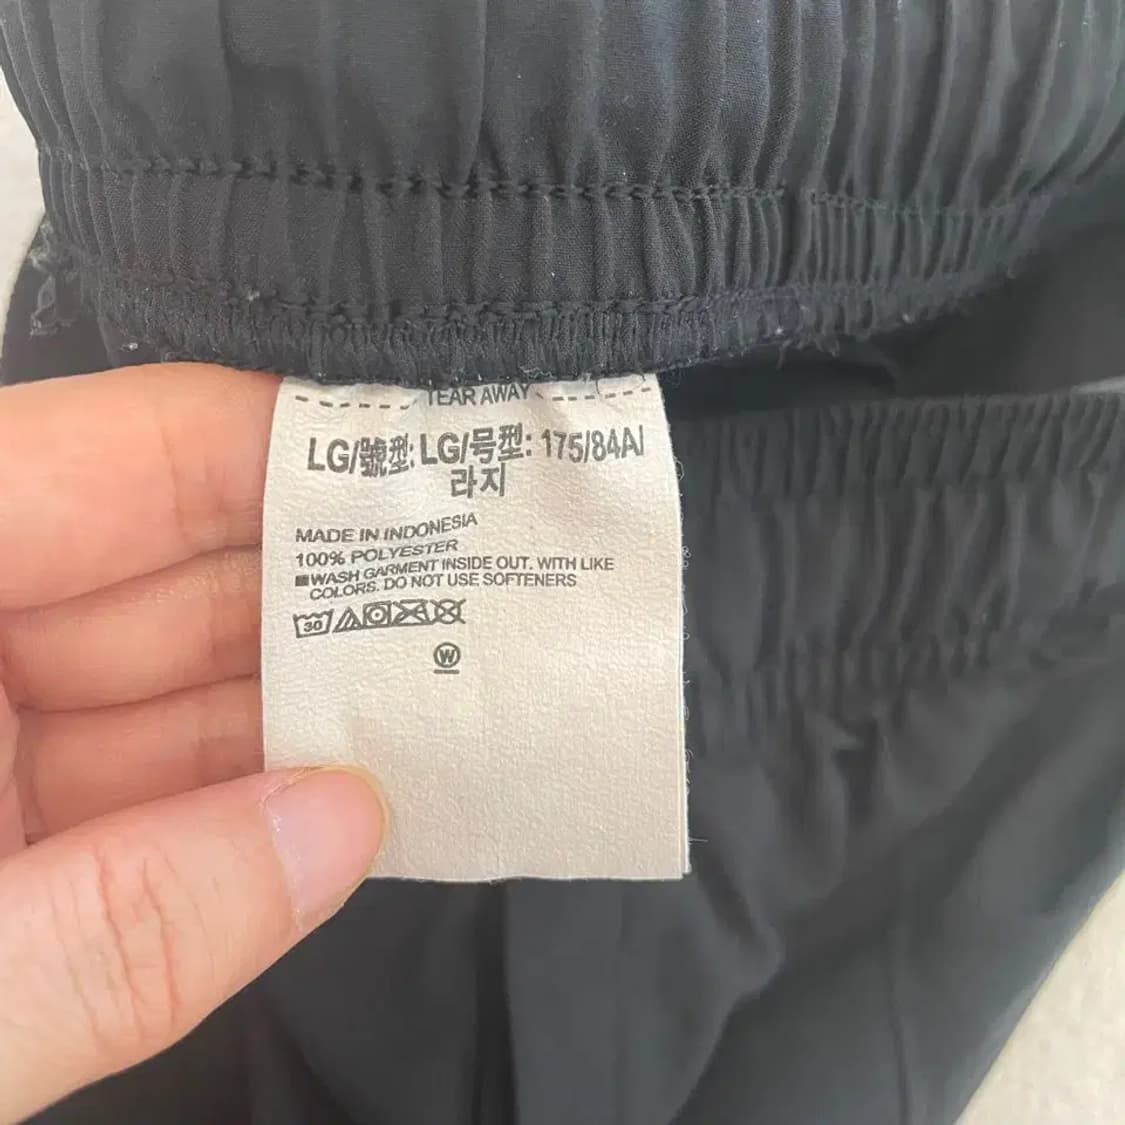 TEAR AWAY
LG/號型: LG/号型: 175/84A/
라지
MADE IN INDONESIA
100% POLYESTER
WASH GARMENT INSIDE OUT. WITH LIKE
COLORS. DO NOT USE SOFTENERS
30
W